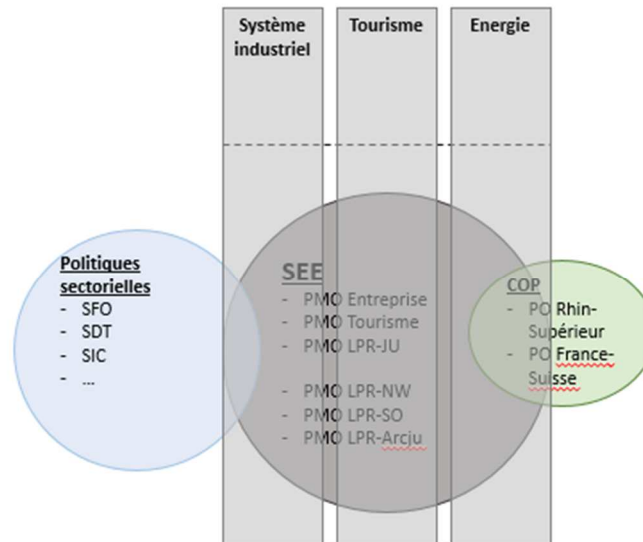 Système
industriel
Tourisme
Energie
Politiques
sectorielles
- SFO
- SDT
- SIC
- ...
SEE
- PMO Entreprise
- PMO Tourisme
- PMO LPR-JU
- PMO LPR-NW
- PMO LPR-SO
- PMO LPR-Arcju
COP
- PO Rhin-
Supérieur
- PO France-
Suisse